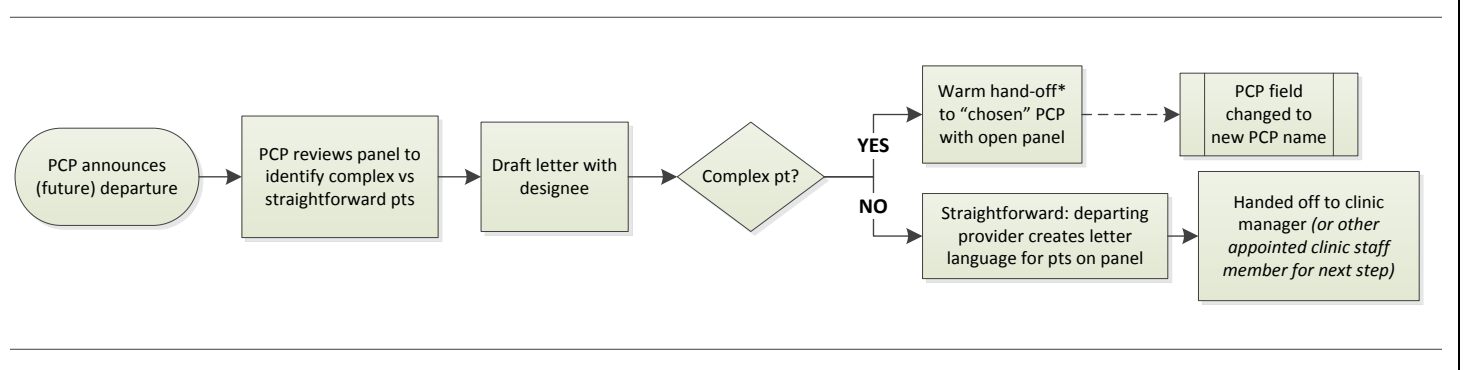 PCP announces
(future) departure
PCP reviews panel to
identify complex vs
straightforward pts
Draft letter with
designee
Complex pt?
YES
Warm hand-off*
to “chosen” PCP
with open panel
PCP field
changed to
new PCP name
NO
Straightforward: departing
provider creates letter
language for pts on panel
Handed off to clinic
manager (or other
appointed clinic staff
member for next step)